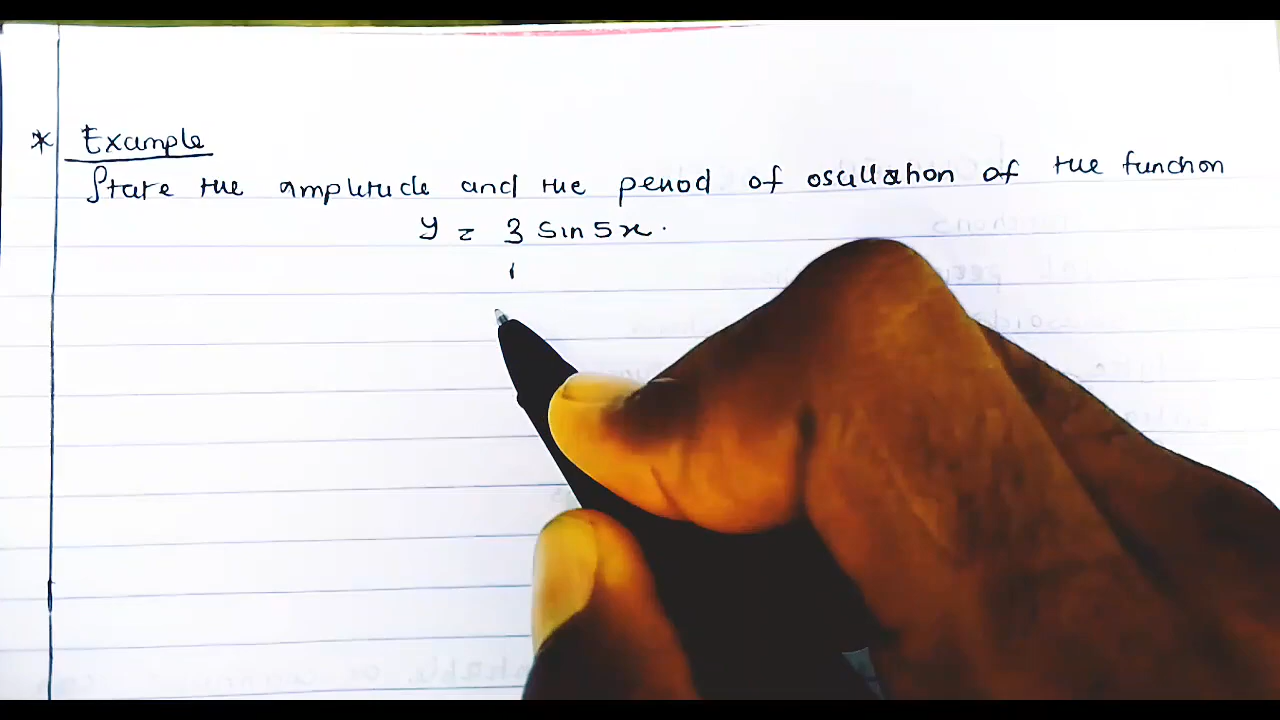 * Example
State the amplitude and the period of oscillation of the function
y = 3 Sin 5x.